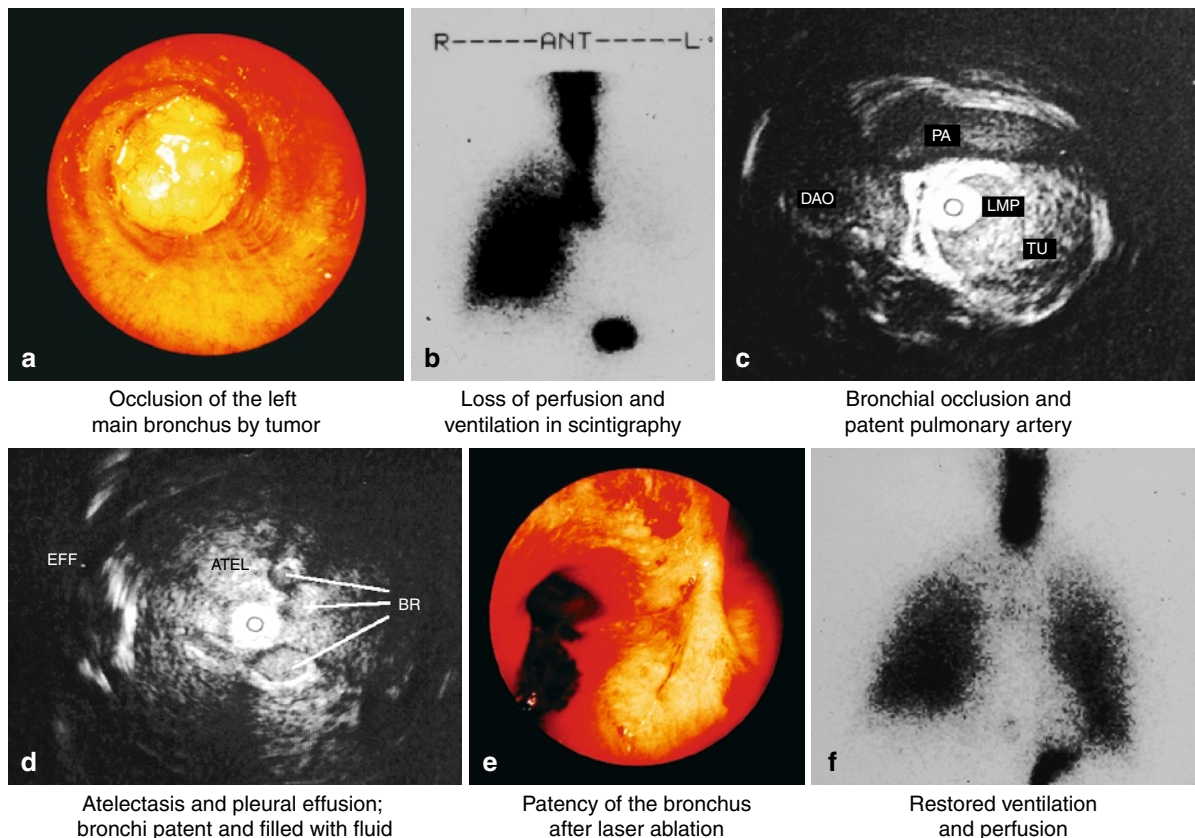 a
R-----ANT-----L
b
PA
DAO
LMP
TU
c
Occlusion of the left
main bronchus by tumor
Loss of perfusion and
ventilation in scintigraphy
Bronchial occlusion and
patent pulmonary artery
EFF
ATEL
BR
d
e
f
Atelectasis and pleural effusion;
bronchi patent and filled with fluid
Patency of the bronchus
after laser ablation
Restored ventilation
and perfusion